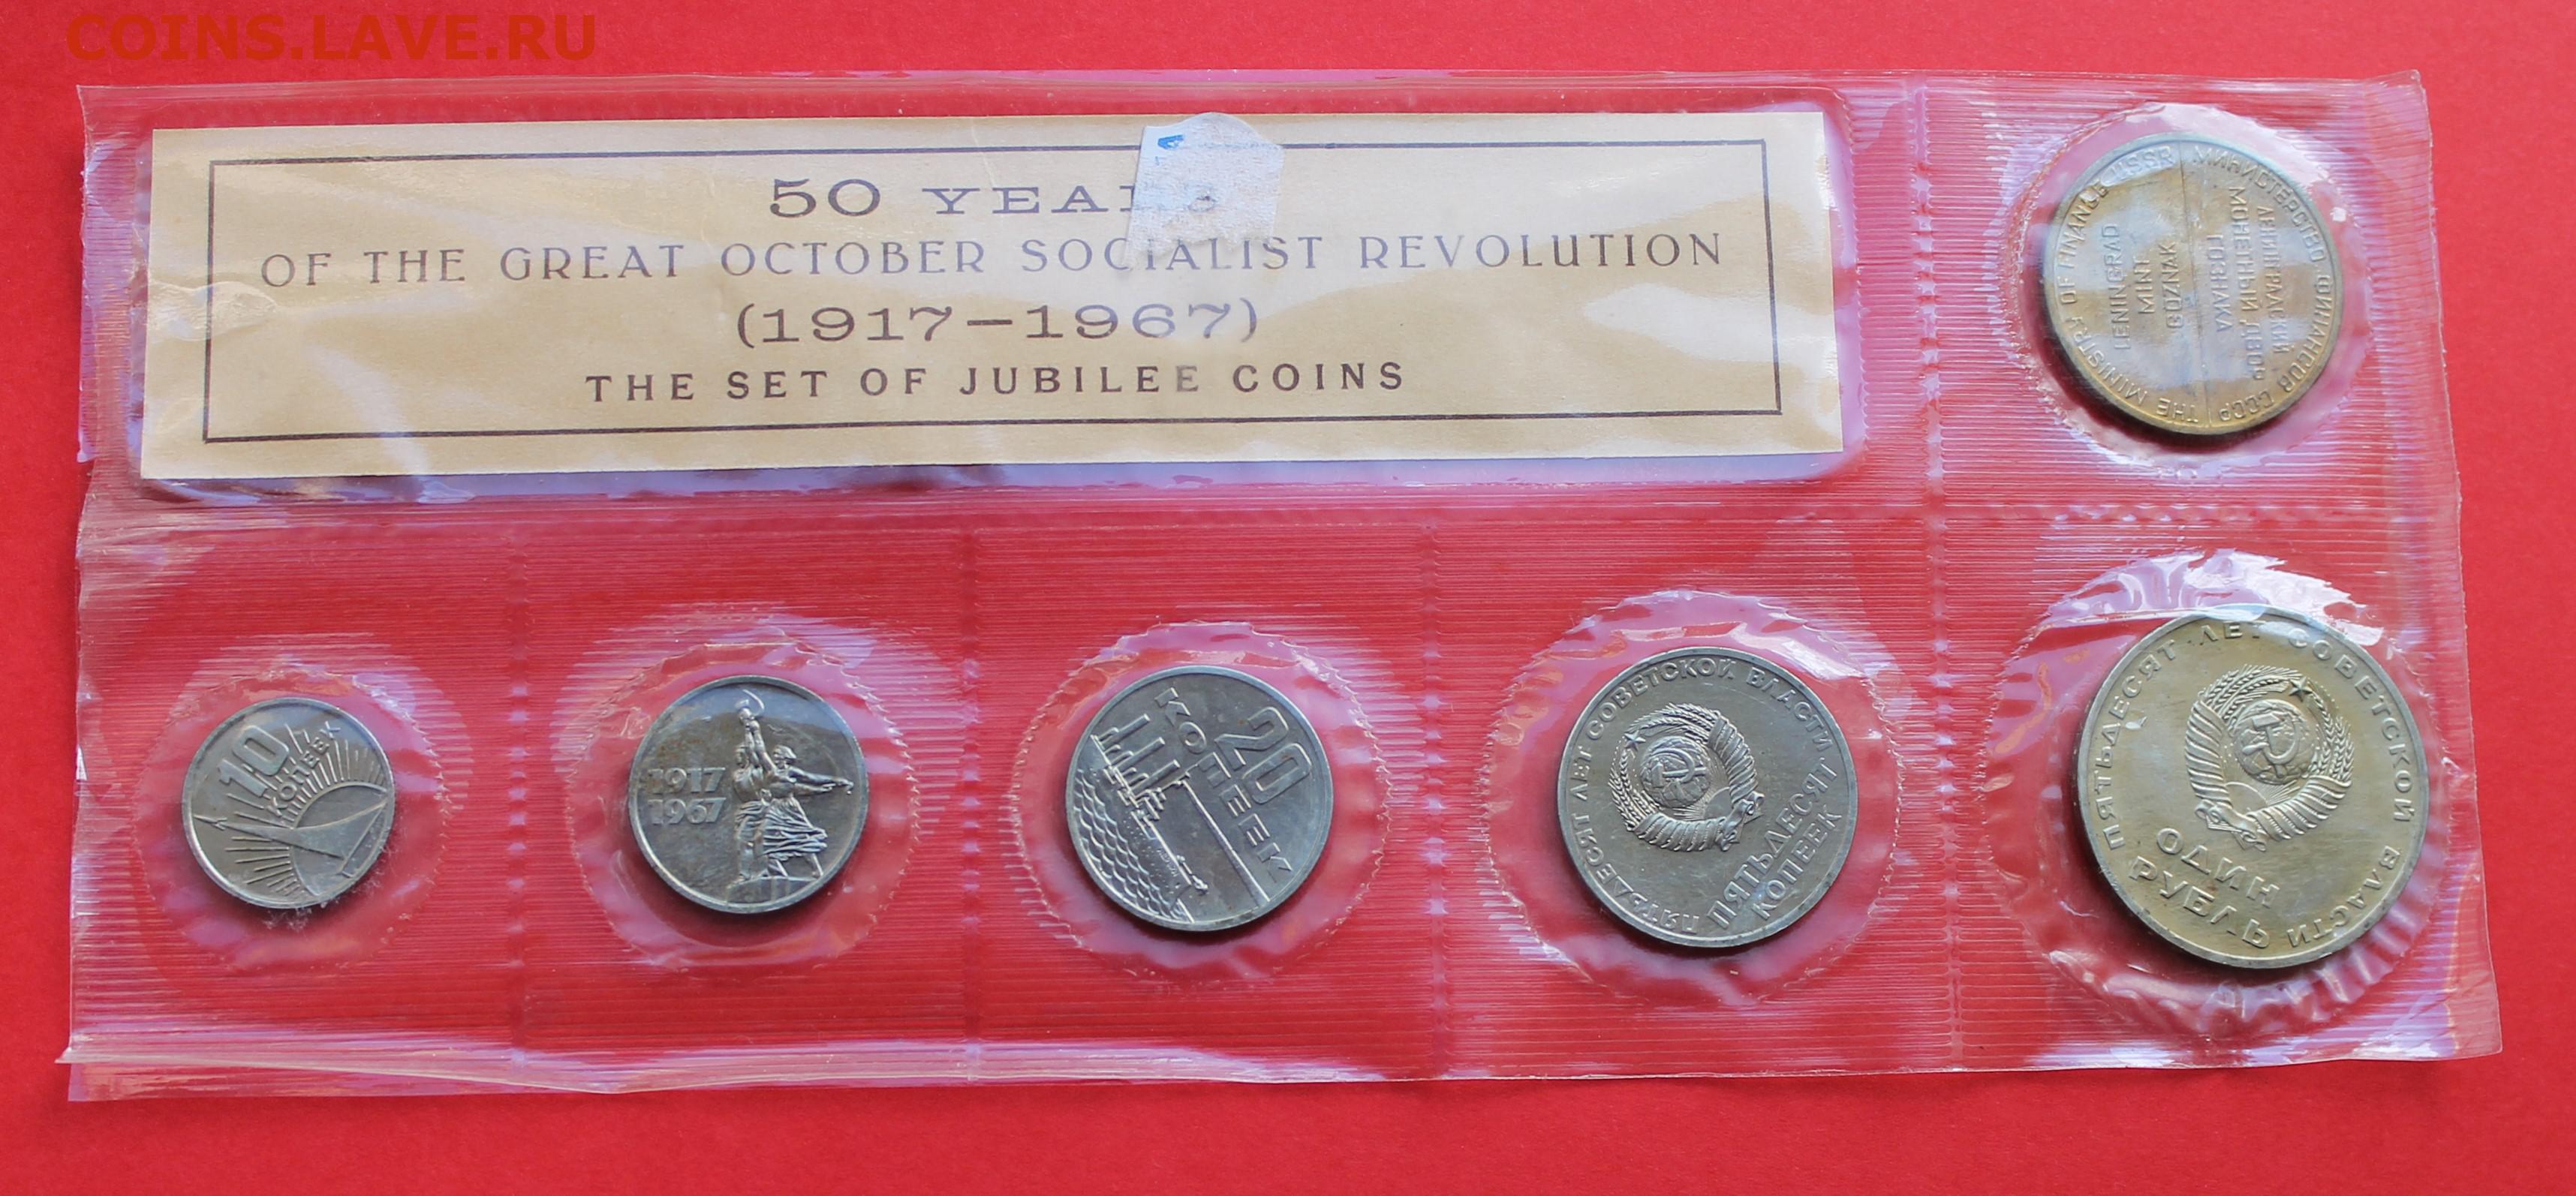 COINS.LAVE.RU
50 YEARS
OF THE GREAT OCTOBER SOCIALIST REVOLUTION
(1917–1967)
THE SET OF JUBILEE COINS
МИНИСТЕРСТВО ФИНАНСОВ СССР
THE MINISTRY OF FINANCE USSR
ЛЕНИНГРАДСКИЙ
МОНЕТНЫЙ ДВОР
ГОЗНАКА
LENINGRAD
MINT
GOZNAK
10
КОПЕЕК
1917
1967
20
КОПЕЕК
ПЯТЬДЕСЯТ ЛЕТ СОВЕТСКОЙ ВЛАСТИ
ПЯТЬДЕСЯТ
КОПЕЕК
ПЯТЬДЕСЯТ ЛЕТ СОВЕТСКОЙ ВЛАСТИ
ОДИН
РУБЛЬ